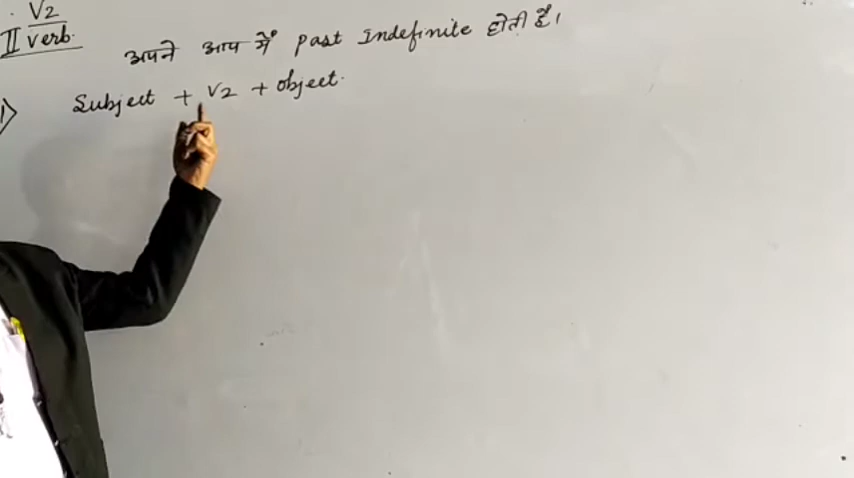 V2
II verb.
अपने आप में Past Indefinite होती है।
1) Subject + V2 + object.